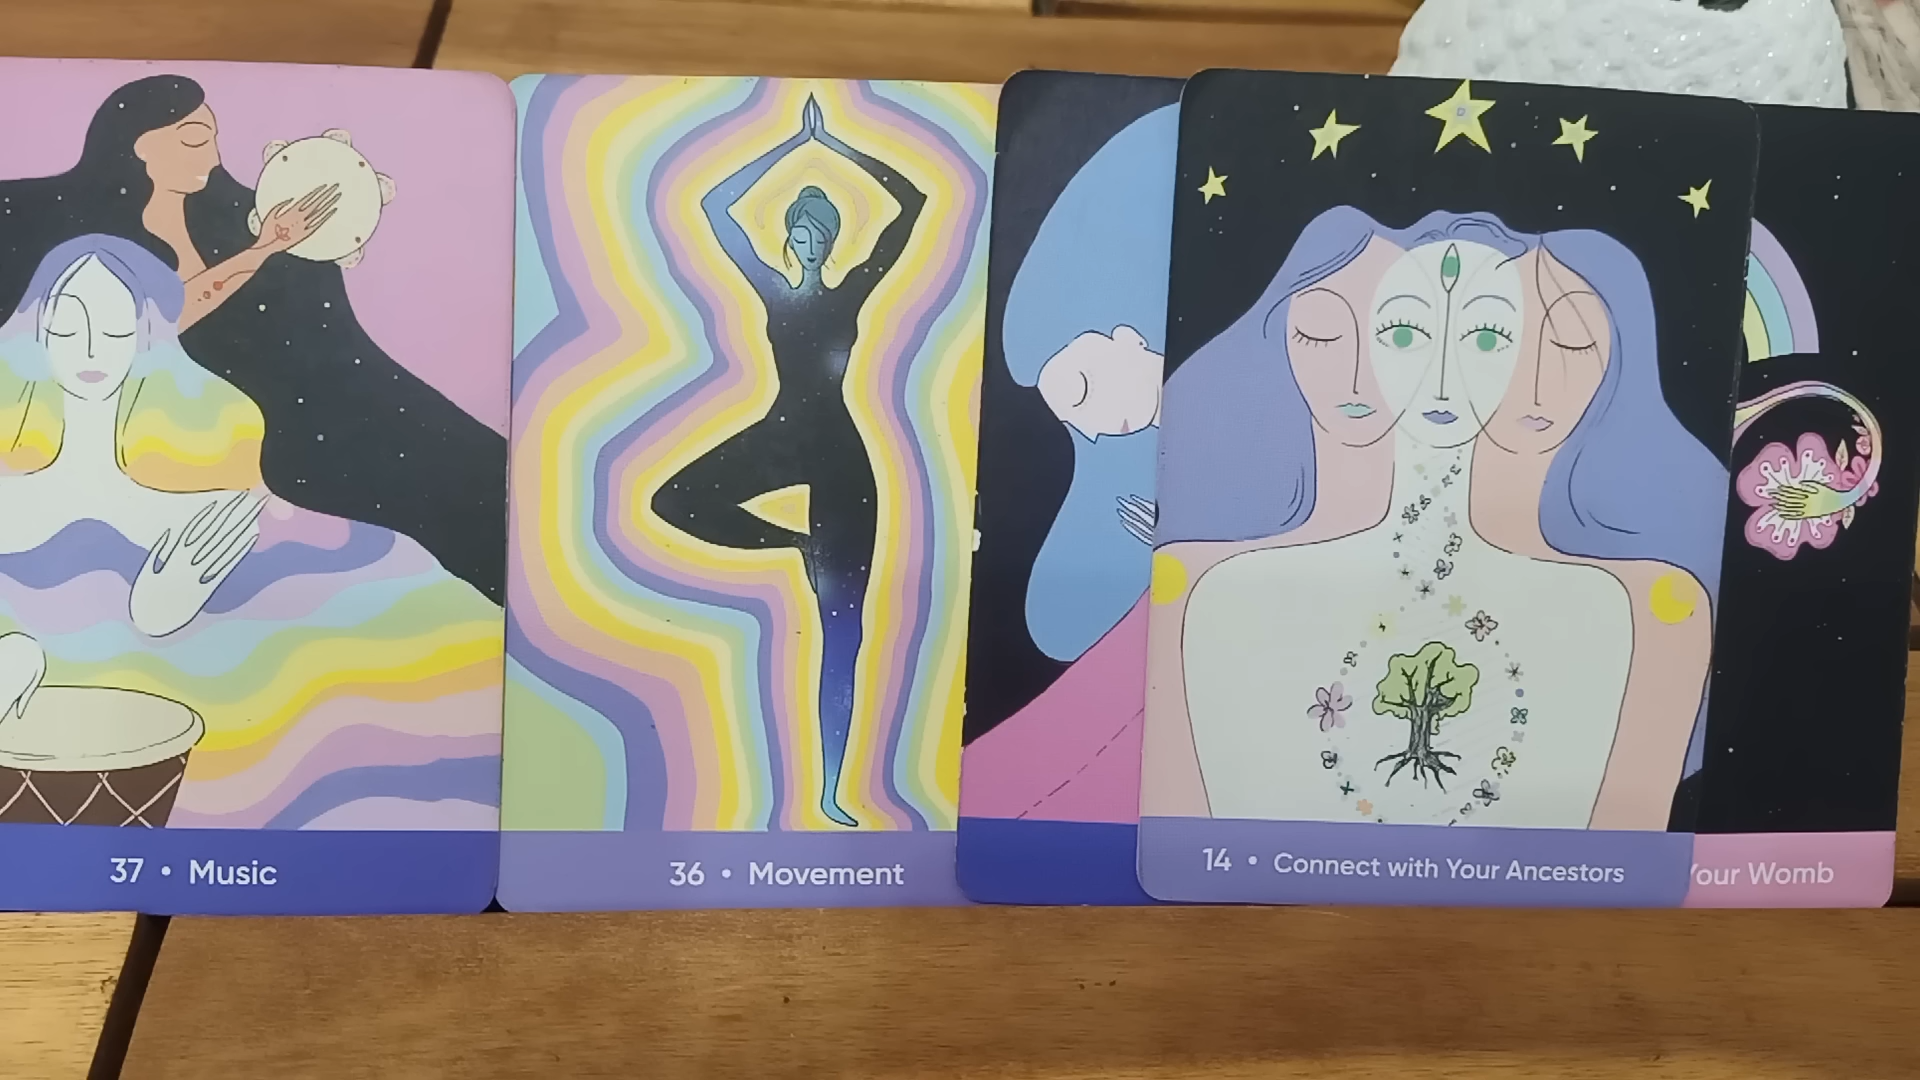 37 • Music
36 • Movement
14 • Connect with Your Ancestors
Your Womb